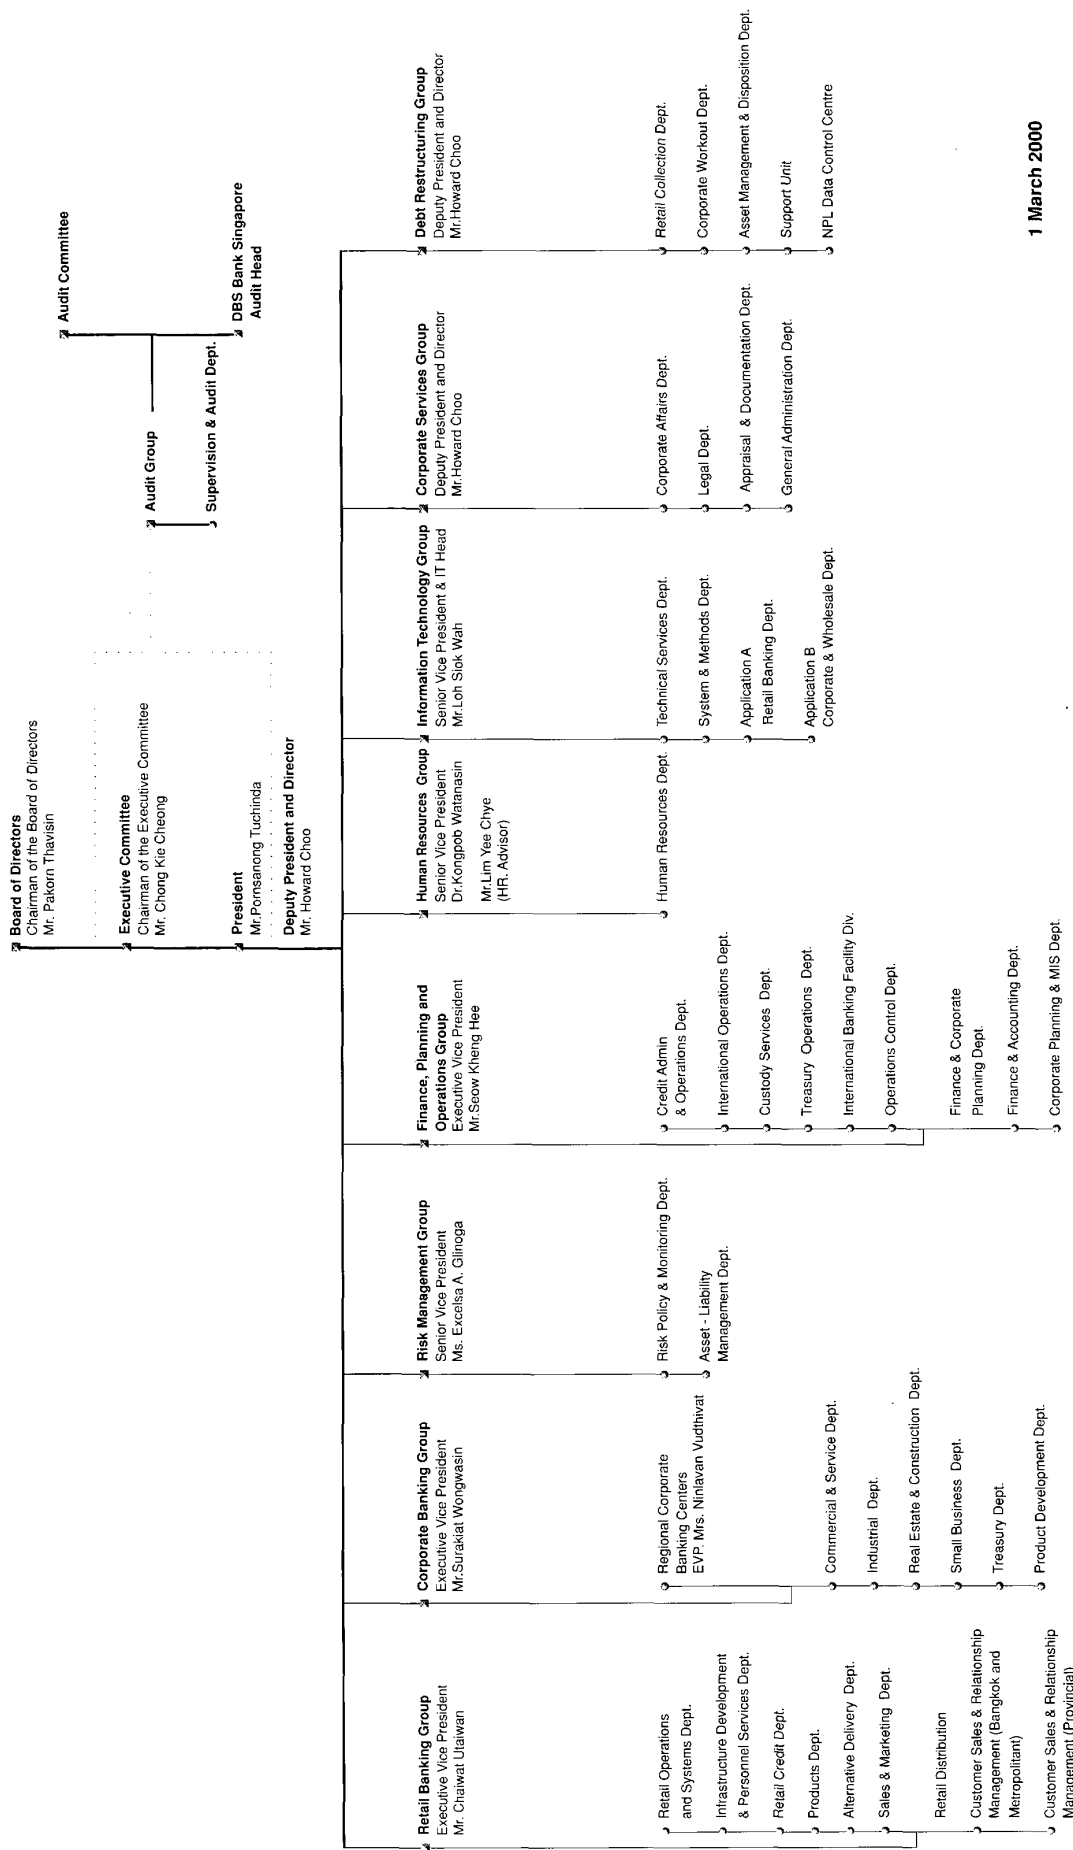 Board of Directors
Chairman of the Board of Directors
Mr. Pakorn Thavisin
Executive Committee
Chairman of the Executive Committee
Mr. Chong Kie Cheong
President
Mr.Pornsanong Tuchinda
Deputy President and Director
Mr. Howard Choo
Audit Committee
Audit Group
Supervision & Audit Dept.
DBS Bank Singapore
Audit Head
Retail Banking Group
Executive Vice President
Mr. Chaiwat Utaiwan
Retail Operations
and Systems Dept.
Infrastructure Development
& Personnel Services Dept.
Retail Credit Dept.
Products Dept.
Alternative Delivery Dept.
Sales & Marketing Dept.
Retail Distribution
Customer Sales & Relationship
Management (Bangkok and
Metropolitant)
Customer Sales & Relationship
Management (Provincial)
Corporate Banking Group
Executive Vice President
Mr.Surakiat Wongwasin
Regional Corporate
Banking Centers
EVP. Mrs. Ninlavan Vudthivat
Commercial & Service Dept.
Industrial Dept.
Real Estate & Construction Dept.
Small Business Dept.
Treasury Dept.
Product Development Dept.
Risk Management Group
Senior Vice President
Ms. Excelsa A. Glinoga
Risk Policy & Monitoring Dept.
Asset - Liability
Management Dept.
Finance, Planning and
Operations Group
Executive Vice President
Mr.Seow Kheng Hee
Credit Admin
& Operations Dept.
International Operations Dept.
Custody Services Dept.
Treasury Operations Dept.
International Banking Facility Div.
Operations Control Dept.
Finance & Corporate
Planning Dept.
Finance & Accounting Dept.
Corporate Planning & MIS Dept.
Human Resources Group
Senior Vice President
Dr.Kongpob Watanasin
Mr.Lim Yee Chye
(HR. Advisor)
Human Resources Dept.
Information Technology Group
Senior Vice President & IT Head
Mr.Loh Siok Wah
Technical Services Dept.
System & Methods Dept.
Application A
Retail Banking Dept.
Application B
Corporate & Wholesale Dept.
Corporate Services Group
Deputy President and Director
Mr.Howard Choo
Corporate Affairs Dept.
Legal Dept.
Appraisal & Documentation Dept.
General Administration Dept.
Debt Restructuring Group
Deputy President and Director
Mr.Howard Choo
Retail Collection Dept.
Corporate Workout Dept.
Asset Management & Disposition Dept.
Support Unit
NPL Data Control Centre
1 March 2000